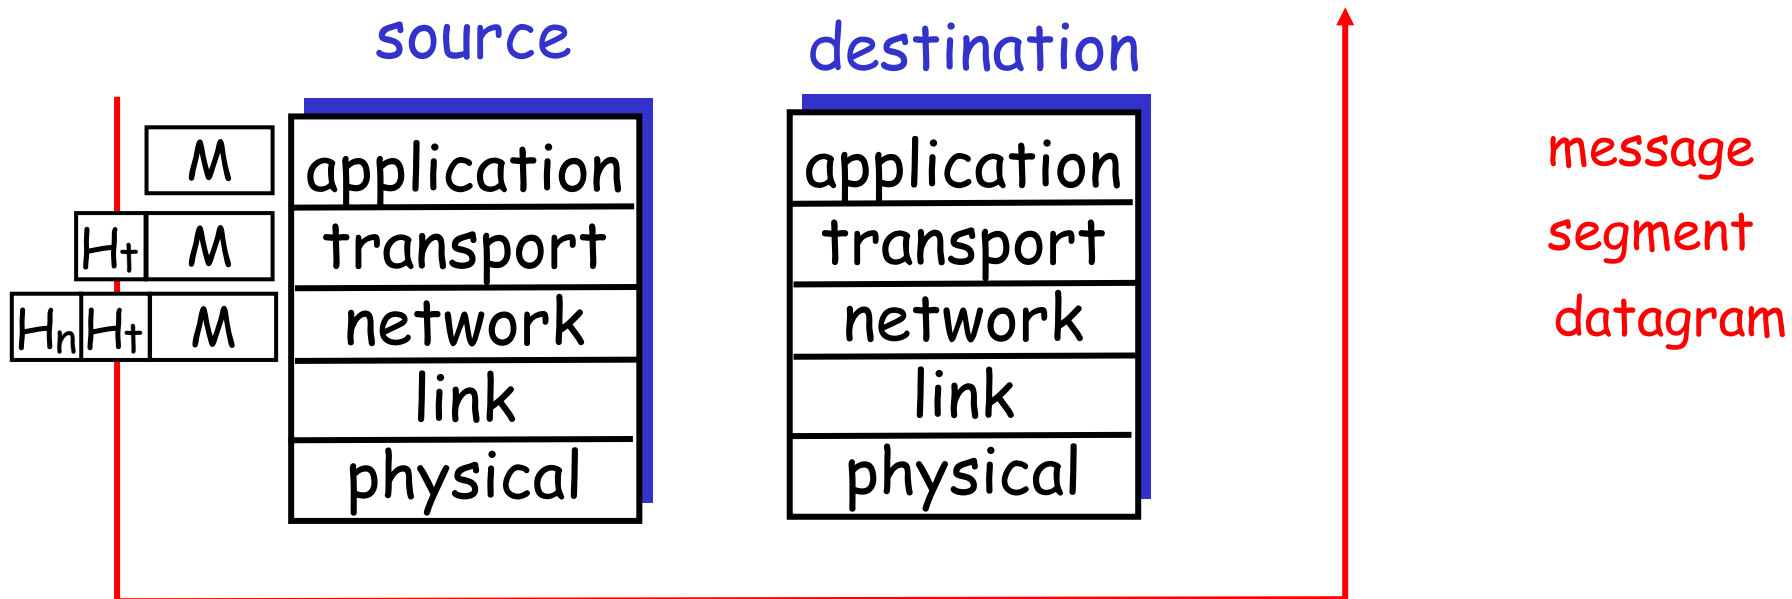 source destination
M application application message
Ht M transport transport segment
Hn Ht M network network datagram
link link
physical physical